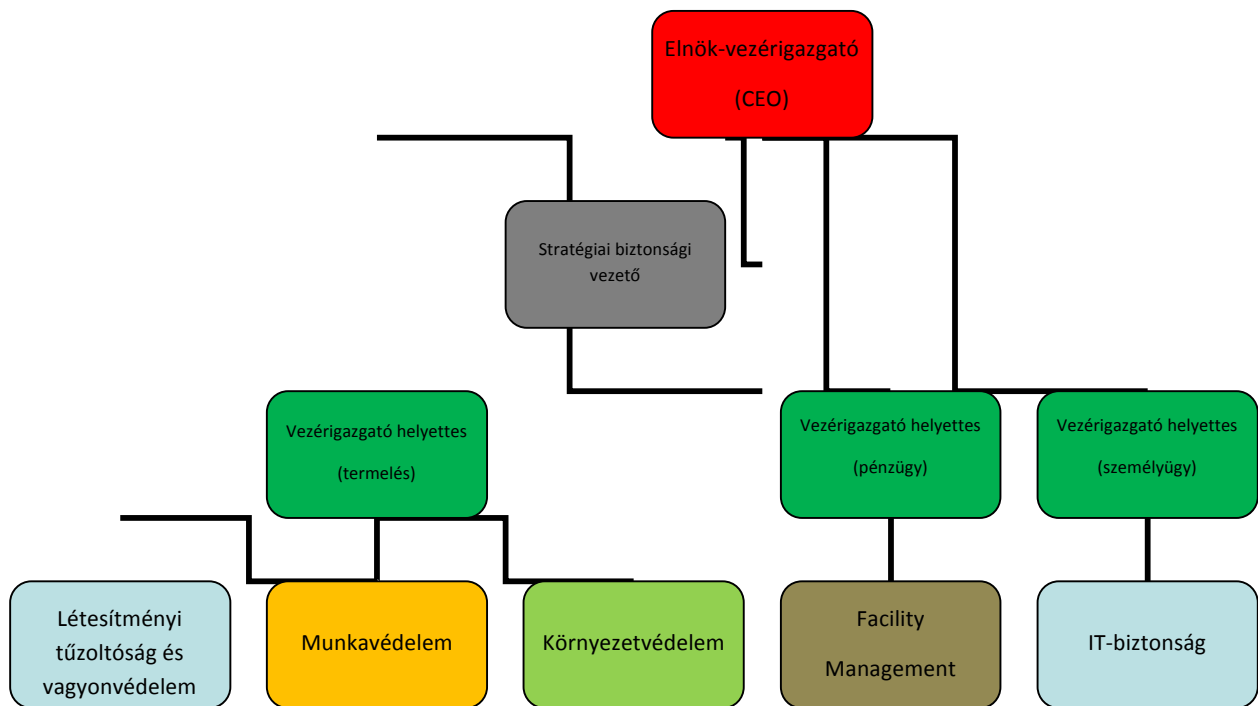 Elnök-vezérigazgató
(CEO)
Stratégiai biztonsági
vezető
Vezérigazgató helyettes
(termelés)
Vezérigazgató helyettes
(pénzügy)
Vezérigazgató helyettes
(személyügy)
Létesítményi
tűzoltóság és
vagyonvédelem
Munkavédelem
Környezetvédelem
Facility
Management
IT-biztonság